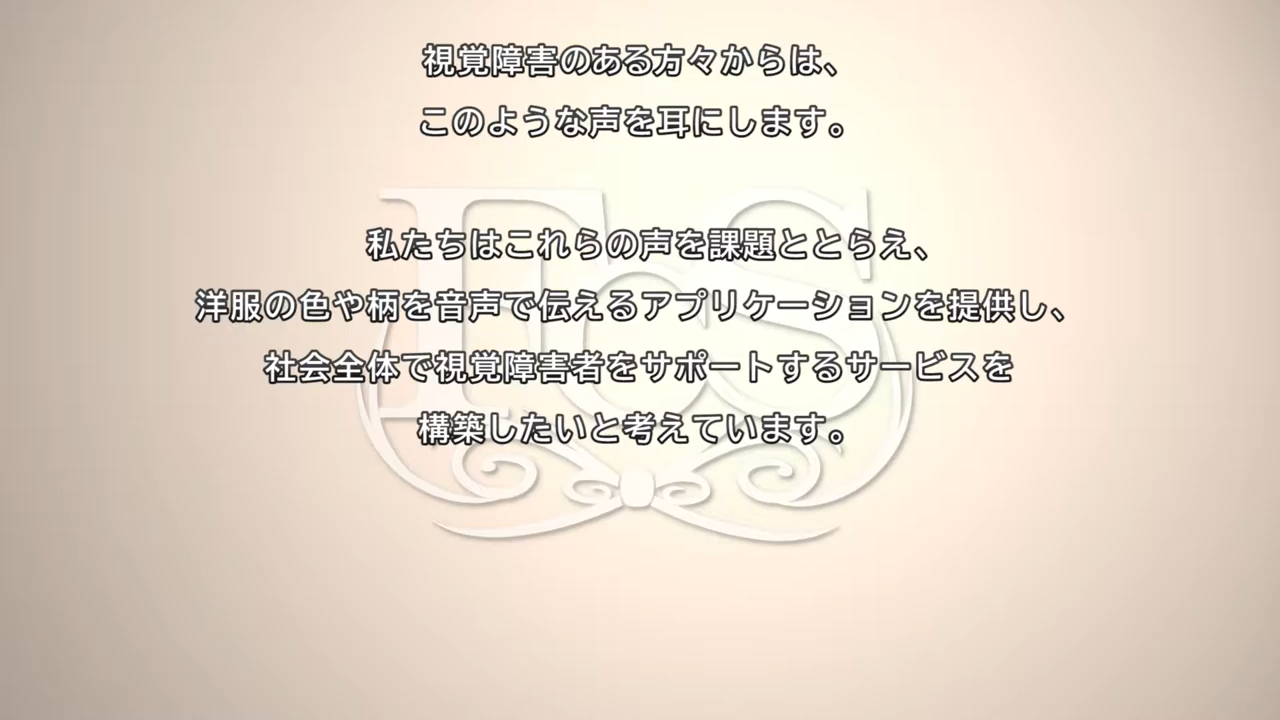 視覚障害のある方々からは、
このような声を耳にします。
私たちはこれらの声を課題ととらえ、
洋服の色や柄を音声で伝えるアプリケーションを提供し、
社会全体で視覚障害者をサポートするサービスを
構築したいと考えています。
FCS